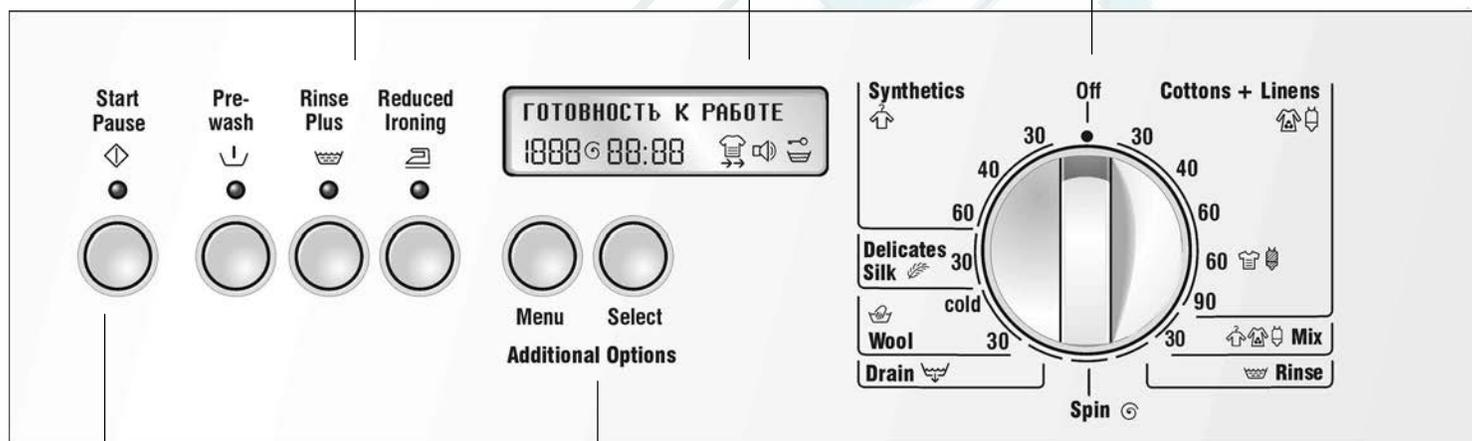 Start
Pause
Pre-
wash
Rinse
Plus
Reduced
Ironing
ГОТОВНОСТЬ К РАБОТЕ
1888 88:88
Menu
Select
Additional Options
Synthetics
30
40
60
Delicates
Silk 30
cold
Wool 30
Drain
Off
Cottons + Linens
30
40
60
60
90
30 Mix
Rinse
Spin